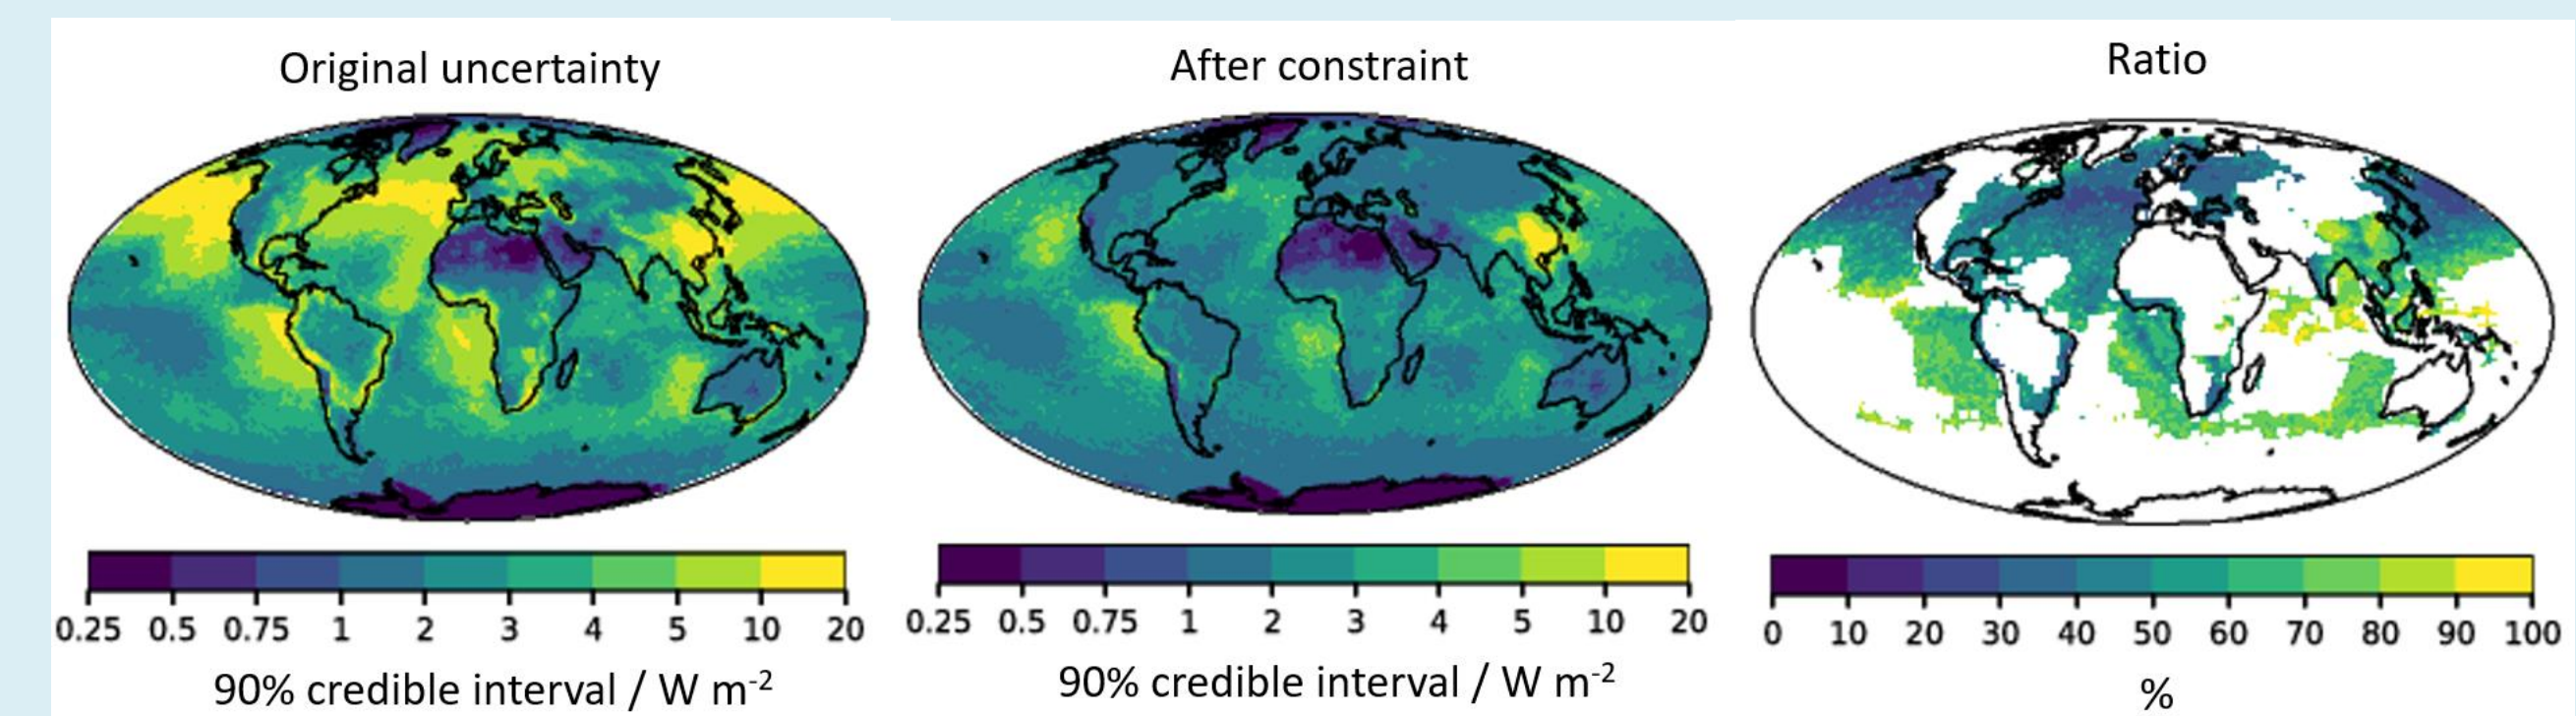 Original uncertainty
After constraint
Ratio
0.25 0.5 0.75 1 2 3 4 5 10 20
0.25 0.5 0.75 1 2 3 4 5 10 20
0 10 20 30 40 50 60 70 80 90 100
90% credible interval / W m⁻²
90% credible interval / W m⁻²
%